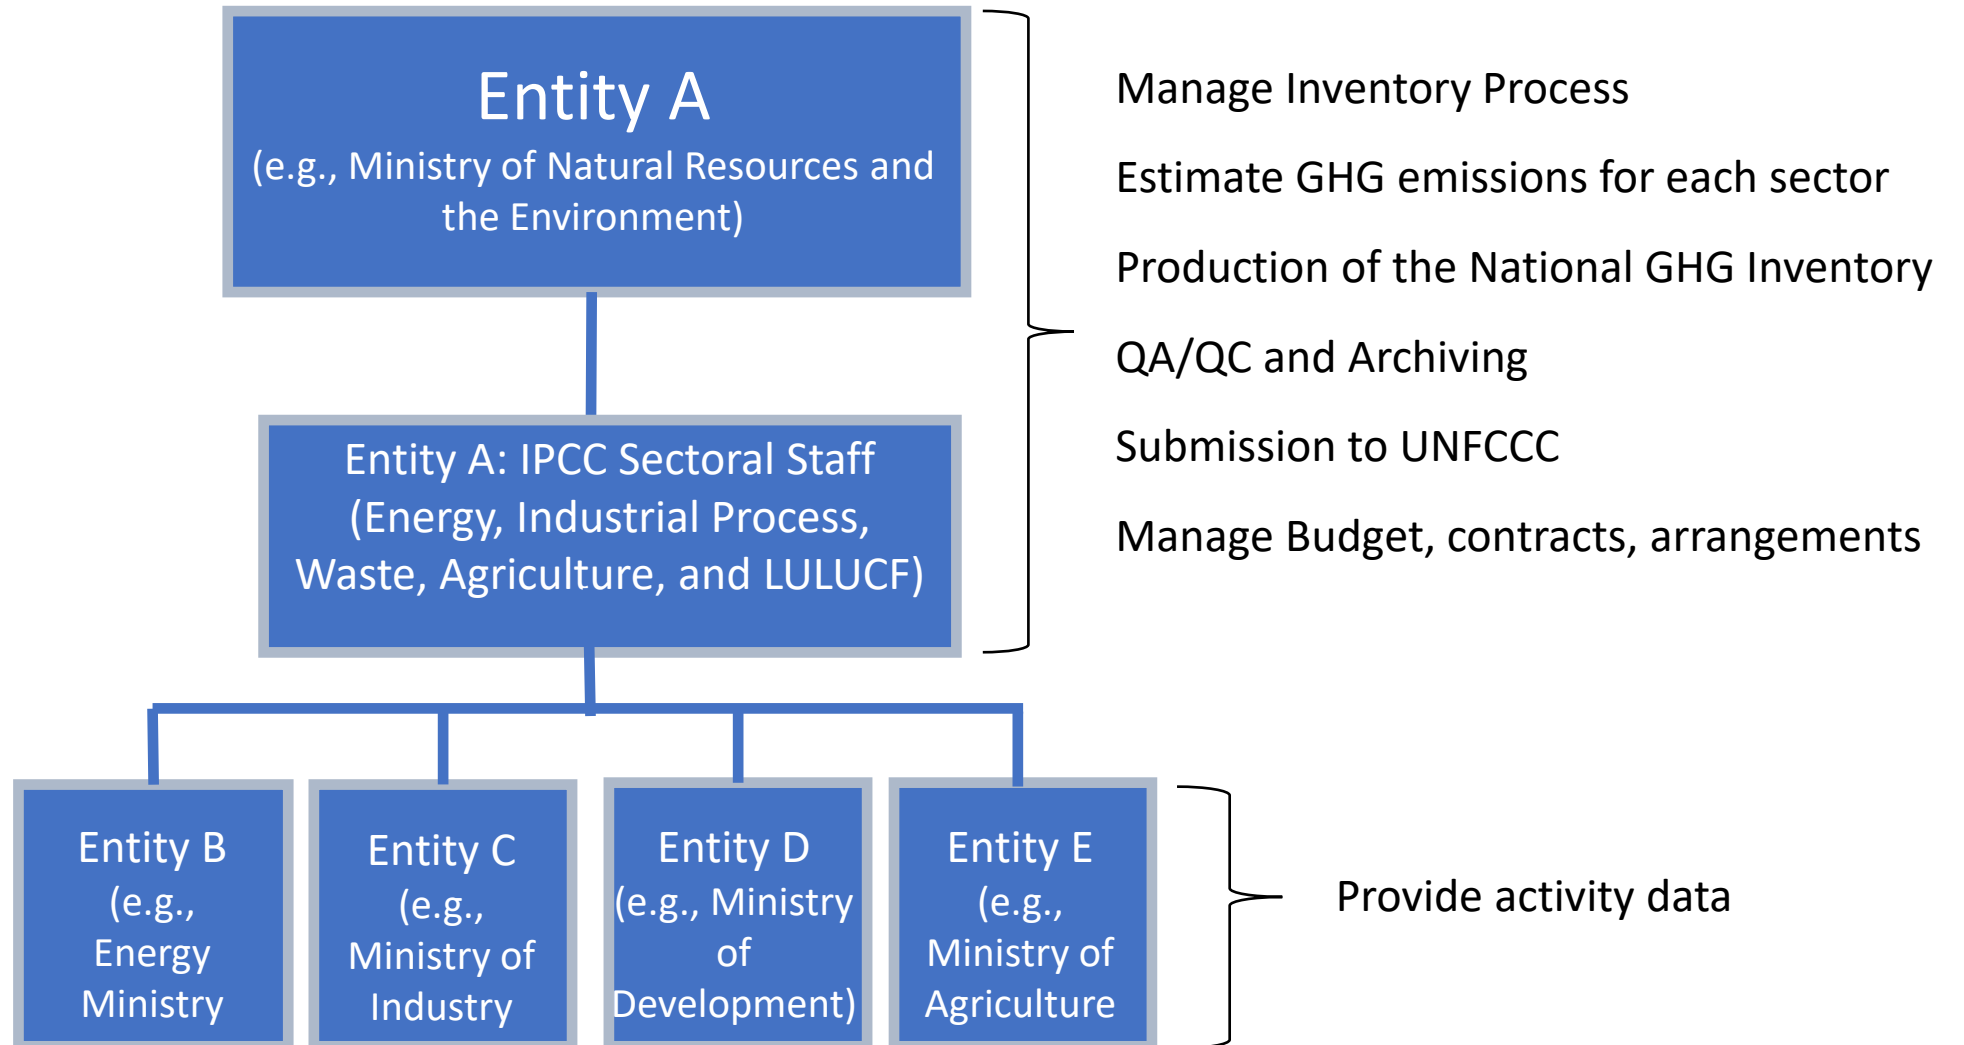 Entity A
(e.g., Ministry of Natural Resources and
the Environment)
Manage Inventory Process
Estimate GHG emissions for each sector
Production of the National GHG Inventory
QA/QC and Archiving
Submission to UNFCCC
Manage Budget, contracts, arrangements
Entity A: IPCC Sectoral Staff
(Energy, Industrial Process,
Waste, Agriculture, and LULUCF)
Entity B
(e.g.,
Energy
Ministry
Entity C
(e.g.,
Ministry of
Industry
Entity D
(e.g., Ministry
of
Development)
Entity E
(e.g.,
Ministry of
Agriculture
Provide activity data